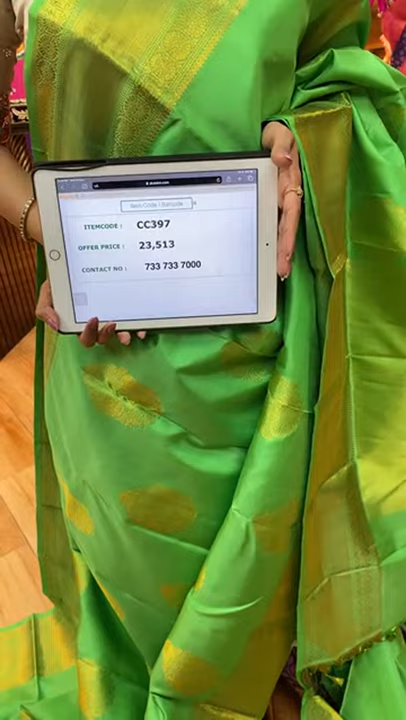 Item Code / Barcode
ITEMCODE : CC397
OFFER PRICE : 23,513
CONTACT NO : 733 733 7000